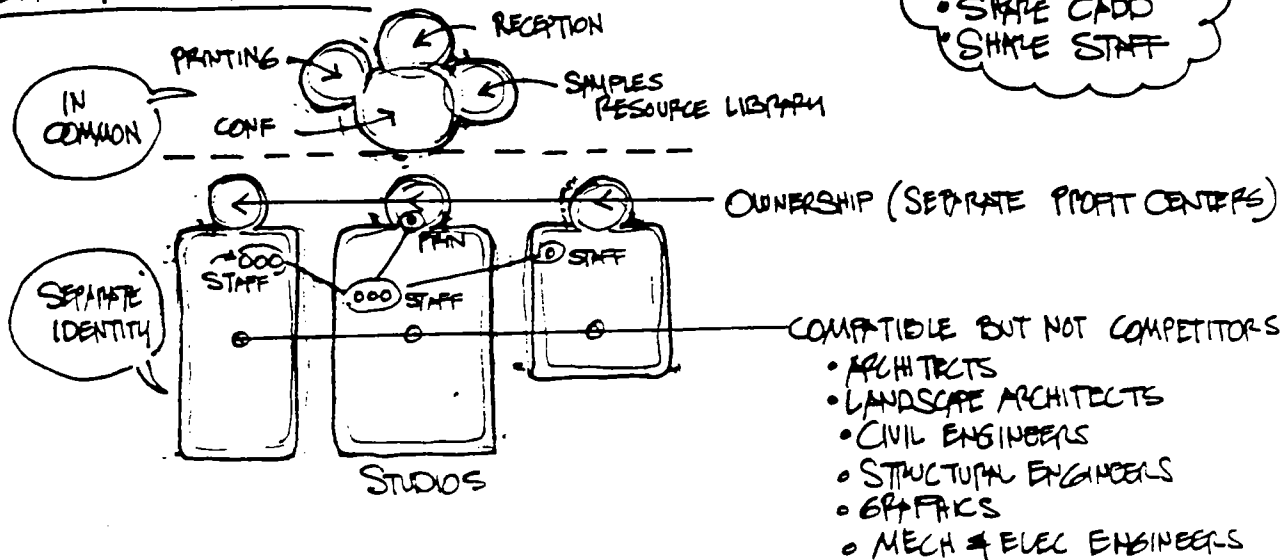 • SHARE CADD
• SHARE STAFF
RECEPTION
PRINTING
SAMPLES
RESOURCE LIBRARY
IN
COMMON
CONF
OWNERSHIP (SEPARATE PROFIT CENTERS)
PRIN
STAFF
STAFF
STAFF
SEPARATE
IDENTITY
COMPATIBLE BUT NOT COMPETITORS
• ARCHITECTS
• LANDSCAPE ARCHITECTS
• CIVIL ENGINEERS
• STRUCTURAL ENGINEERS
• GRAPHICS
• MECH & ELEC ENGINEERS
STUDIOS